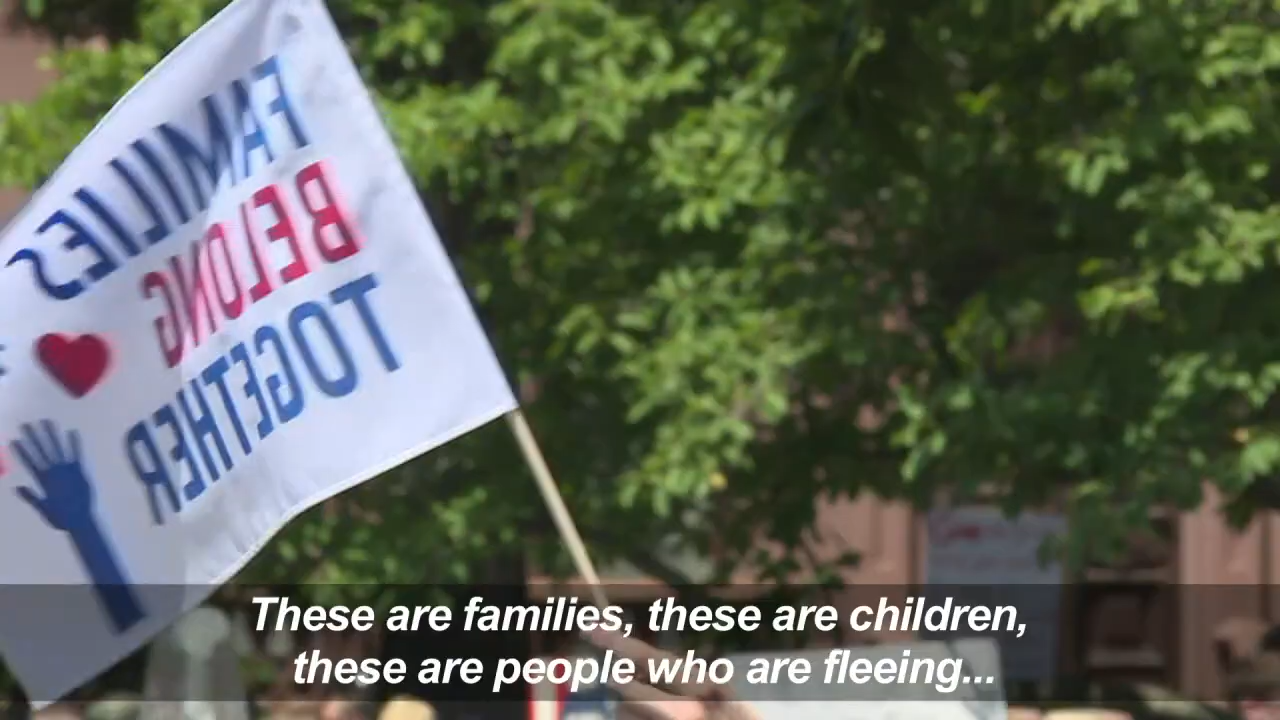 FAMILIES
BELONG
TOGETHER
These are families, these are children,
these are people who are fleeing...